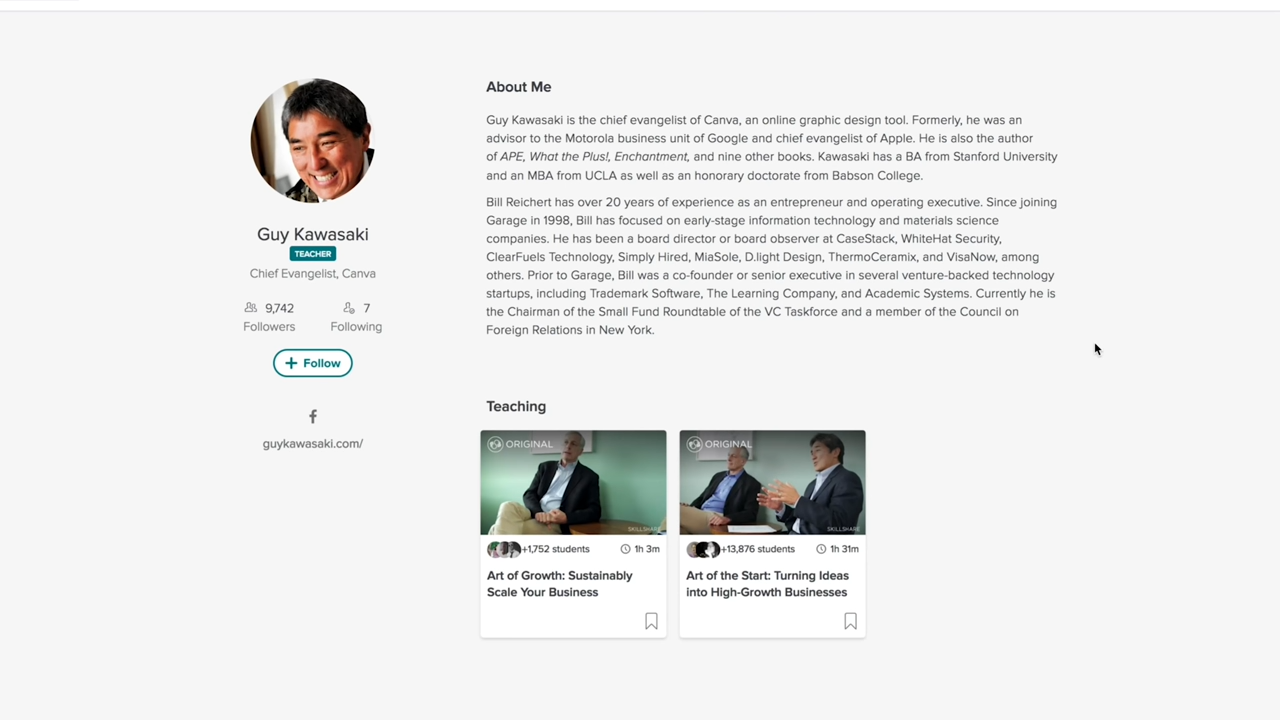 Guy Kawasaki
TEACHER
Chief Evangelist, Canva
9,742
Followers
7
Following
+ Follow
f
guykawasaki.com/
About Me
Guy Kawasaki is the chief evangelist of Canva, an online graphic design tool. Formerly, he was an
advisor to the Motorola business unit of Google and chief evangelist of Apple. He is also the author
of APE, What the Plus!, Enchantment, and nine other books. Kawasaki has a BA from Stanford University
and an MBA from UCLA as well as an honorary doctorate from Babson College.
Bill Reichert has over 20 years of experience as an entrepreneur and operating executive. Since joining
Garage in 1998, Bill has focused on early-stage information technology and materials science
companies. He has been a board director or board observer at CaseStack, WhiteHat Security,
ClearFuels Technology, Simply Hired, MiaSole, D.light Design, ThermoCeramix, and VisaNow, among
others. Prior to Garage, Bill was a co-founder or senior executive in several venture-backed technology
startups, including Trademark Software, The Learning Company, and Academic Systems. Currently he is
the Chairman of the Small Fund Roundtable of the VC Taskforce and a member of the Council on
Foreign Relations in New York.
Teaching
ORIGINAL
SKILLSHARE
+1,752 students
1h 3m
Art of Growth: Sustainably
Scale Your Business
ORIGINAL
SKILLSHARE
+13,876 students
1h 31m
Art of the Start: Turning Ideas
into High-Growth Businesses